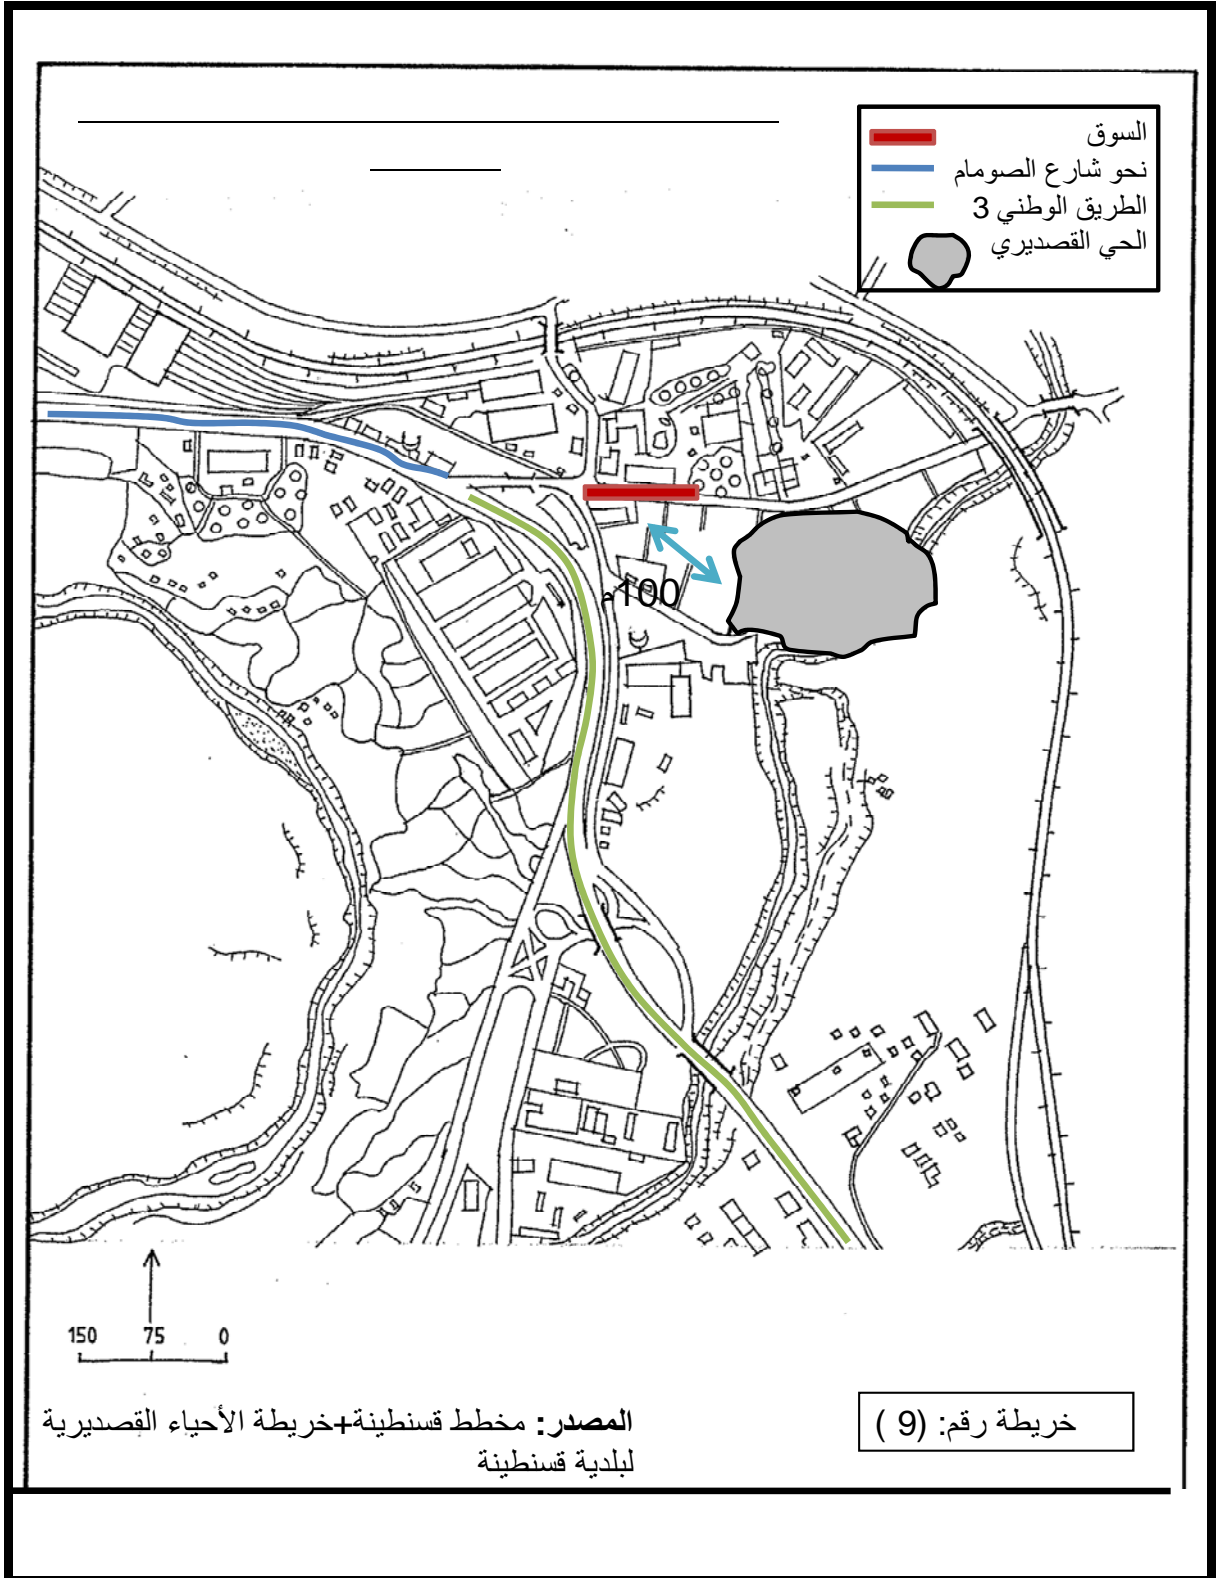 السوق
نحو شارع الصومام
الطريق الوطني 3
الحي القصديري
100م
150 75 0
المصدر: مخطط قسنطينة+خريطة الأحياء القصديرية
لبلدية قسنطينة
خريطة رقم: (9 )